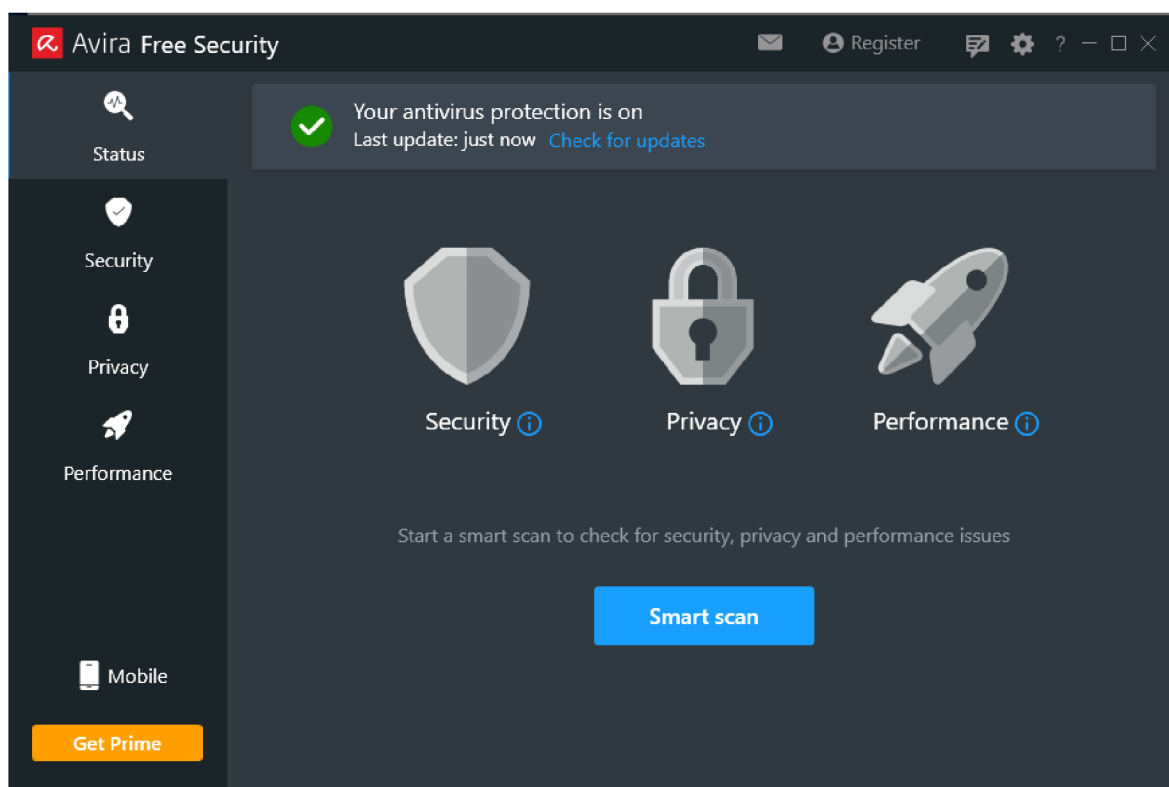 Avira Free Security
Register
?
Status
Your antivirus protection is on
Last update: just now Check for updates
Security
Privacy
Performance
Security
Privacy
Performance
Start a smart scan to check for security, privacy and performance issues
Smart scan
Mobile
Get Prime